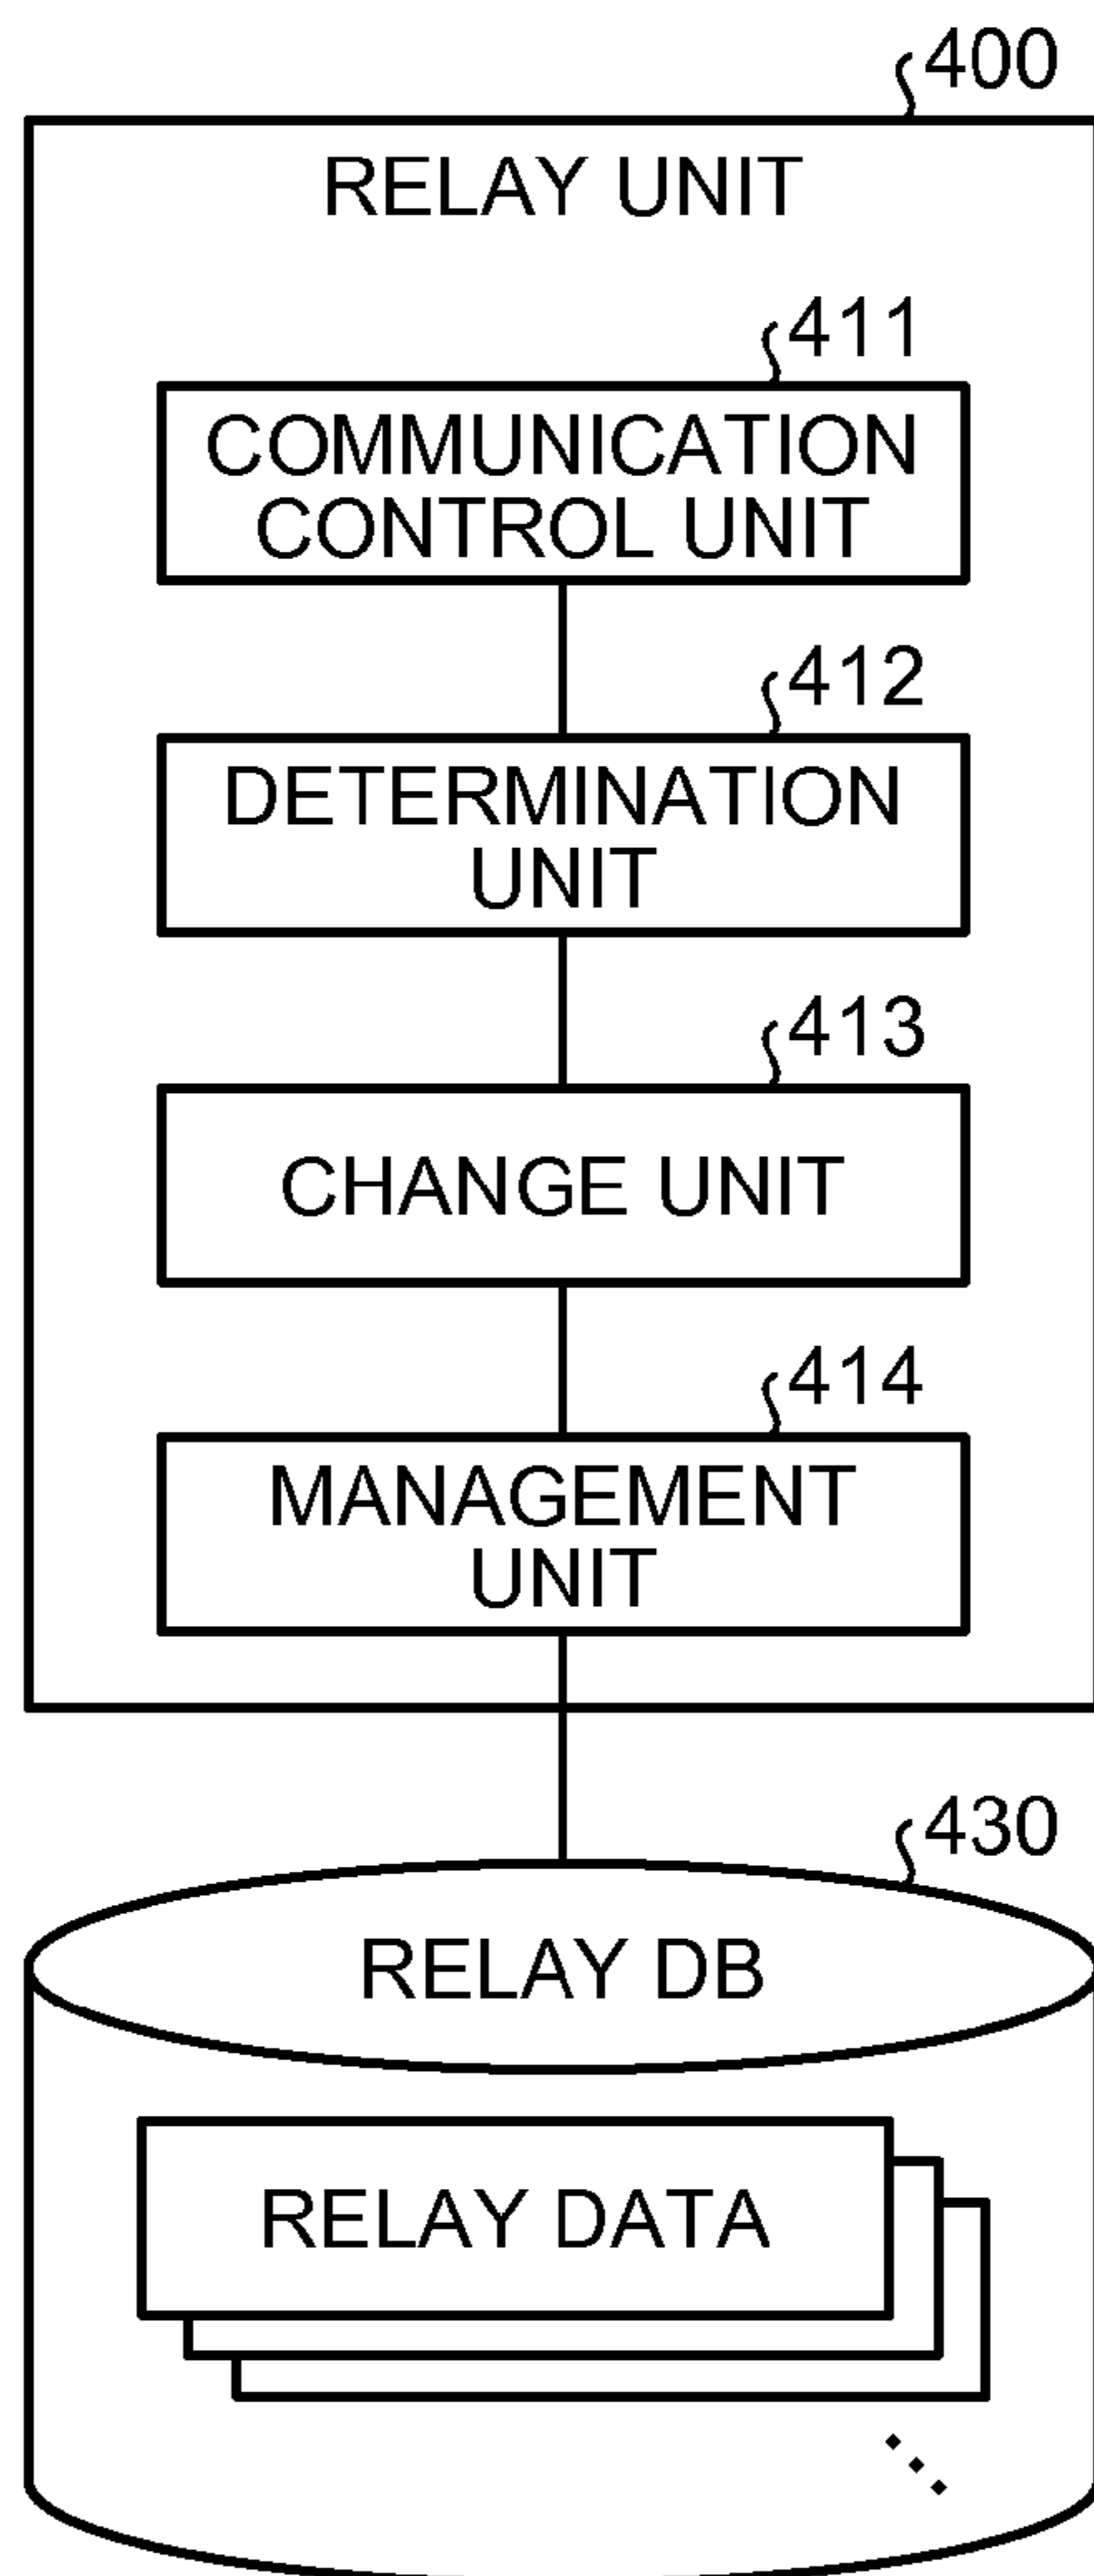 400
RELAY UNIT
411
COMMUNICATION
CONTROL UNIT
412
DETERMINATION
UNIT
413
CHANGE UNIT
414
MANAGEMENT
UNIT
430
RELAY DB
RELAY DATA